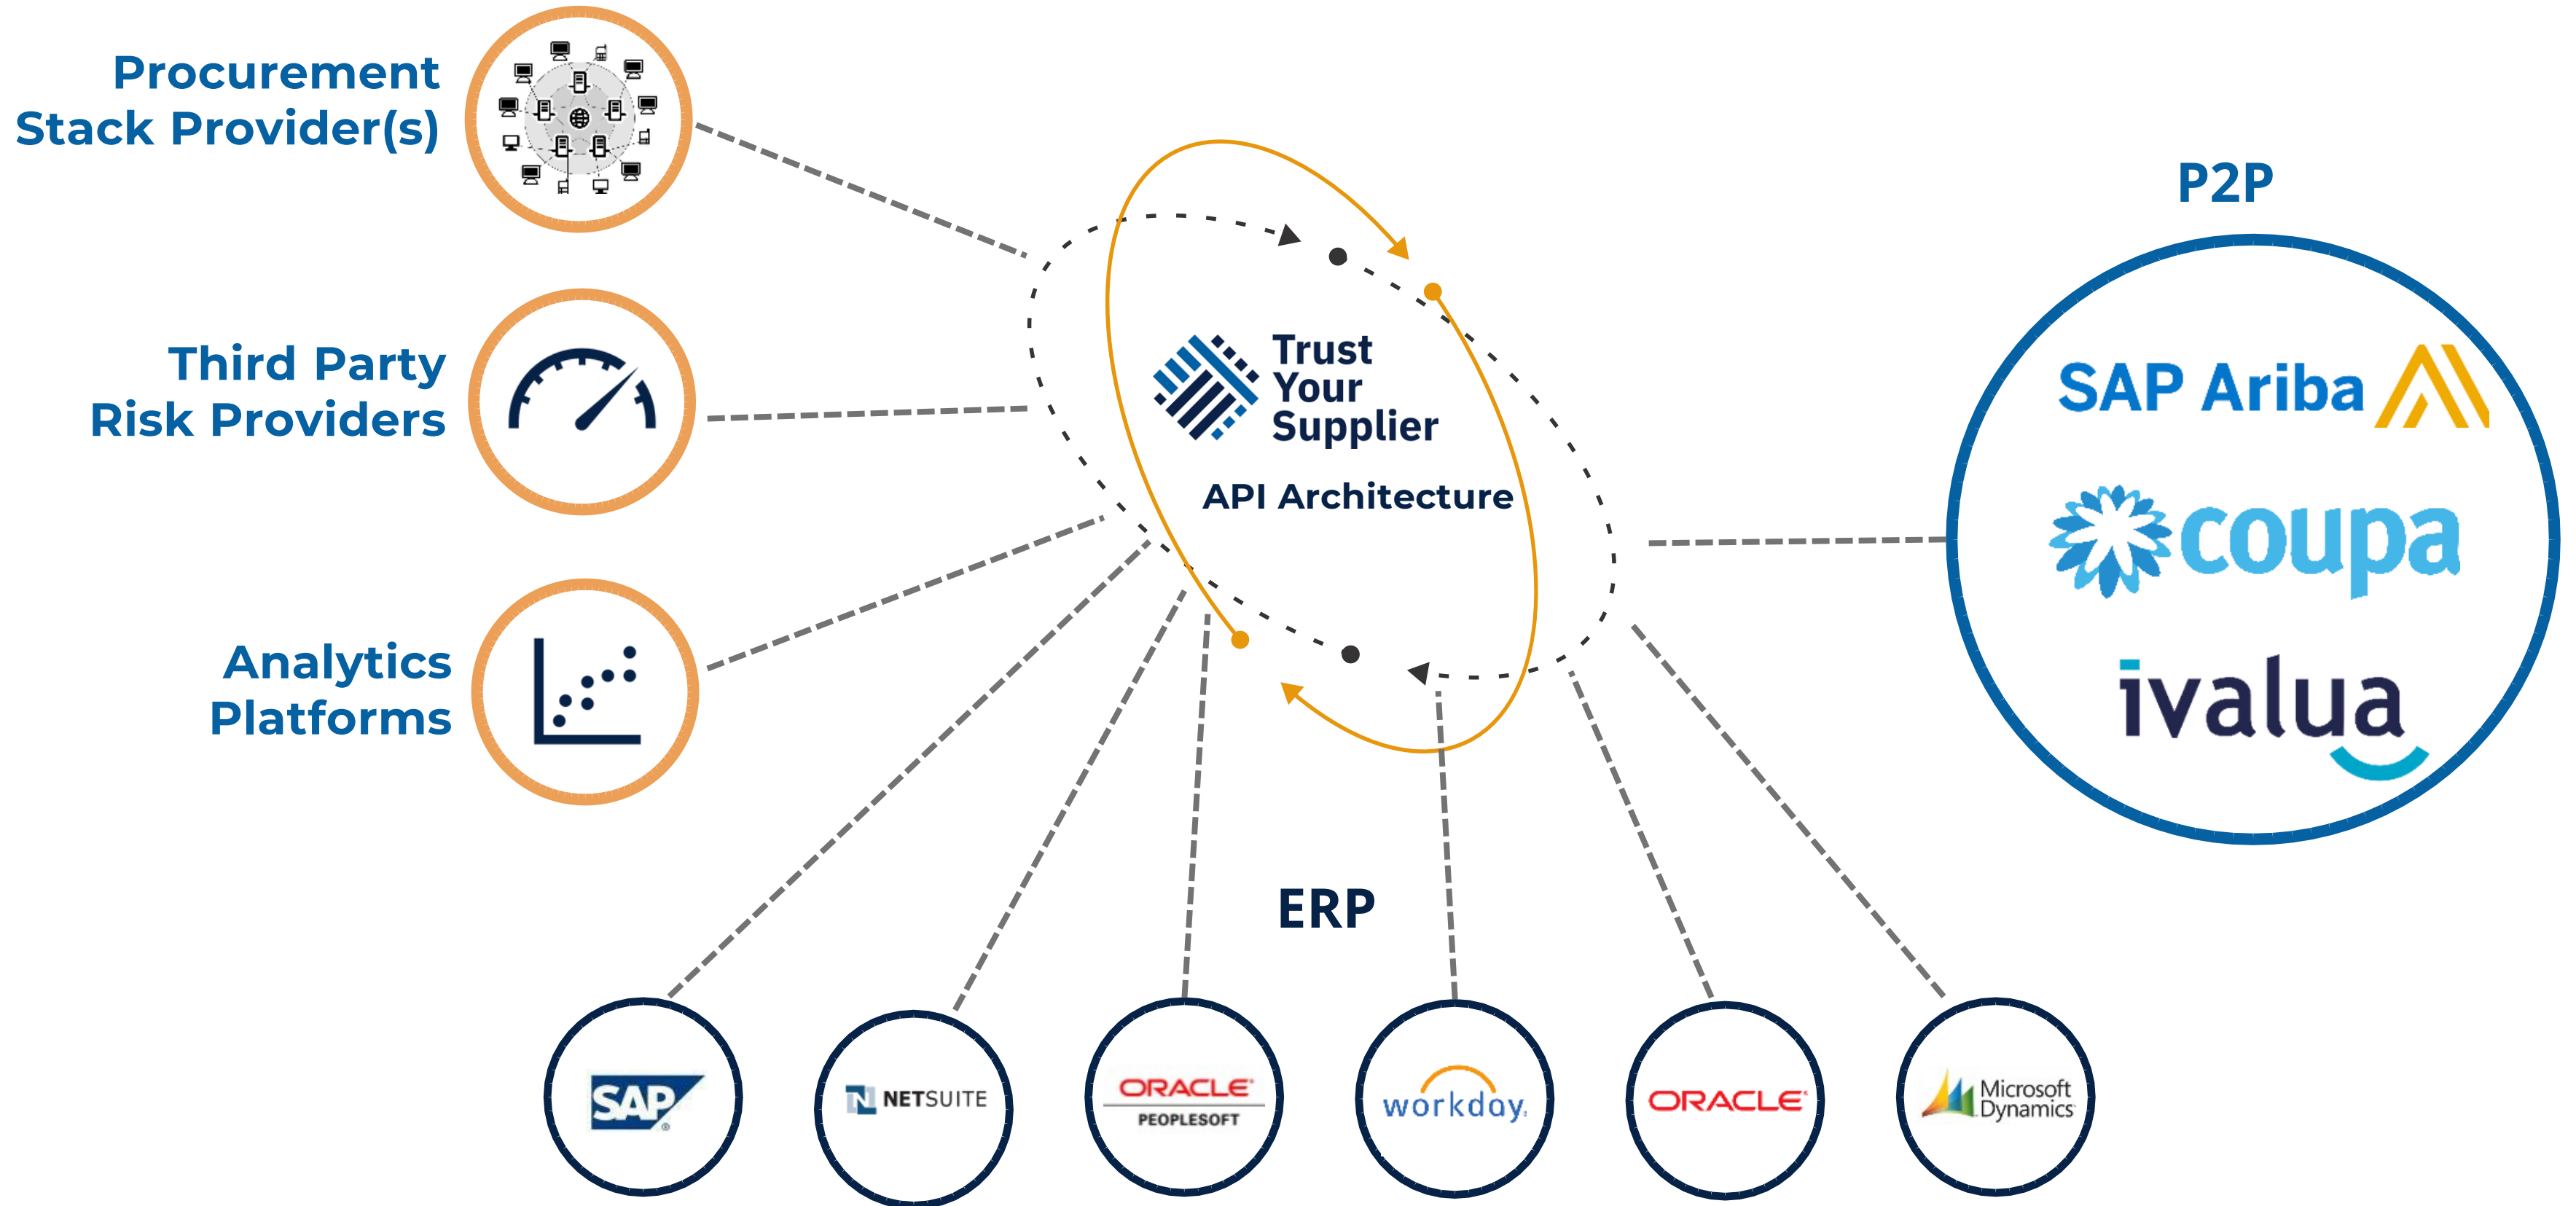 Procurement
Stack Provider(s)
Third Party
Risk Providers
Analytics
Platforms
Trust
Your
Supplier
API Architecture
P2P
SAP Ariba
coupa
ivalua
ERP
SAP®
N NETSUITE
ORACLE®
PEOPLESOFT
workday.
ORACLE®
Microsoft
Dynamics